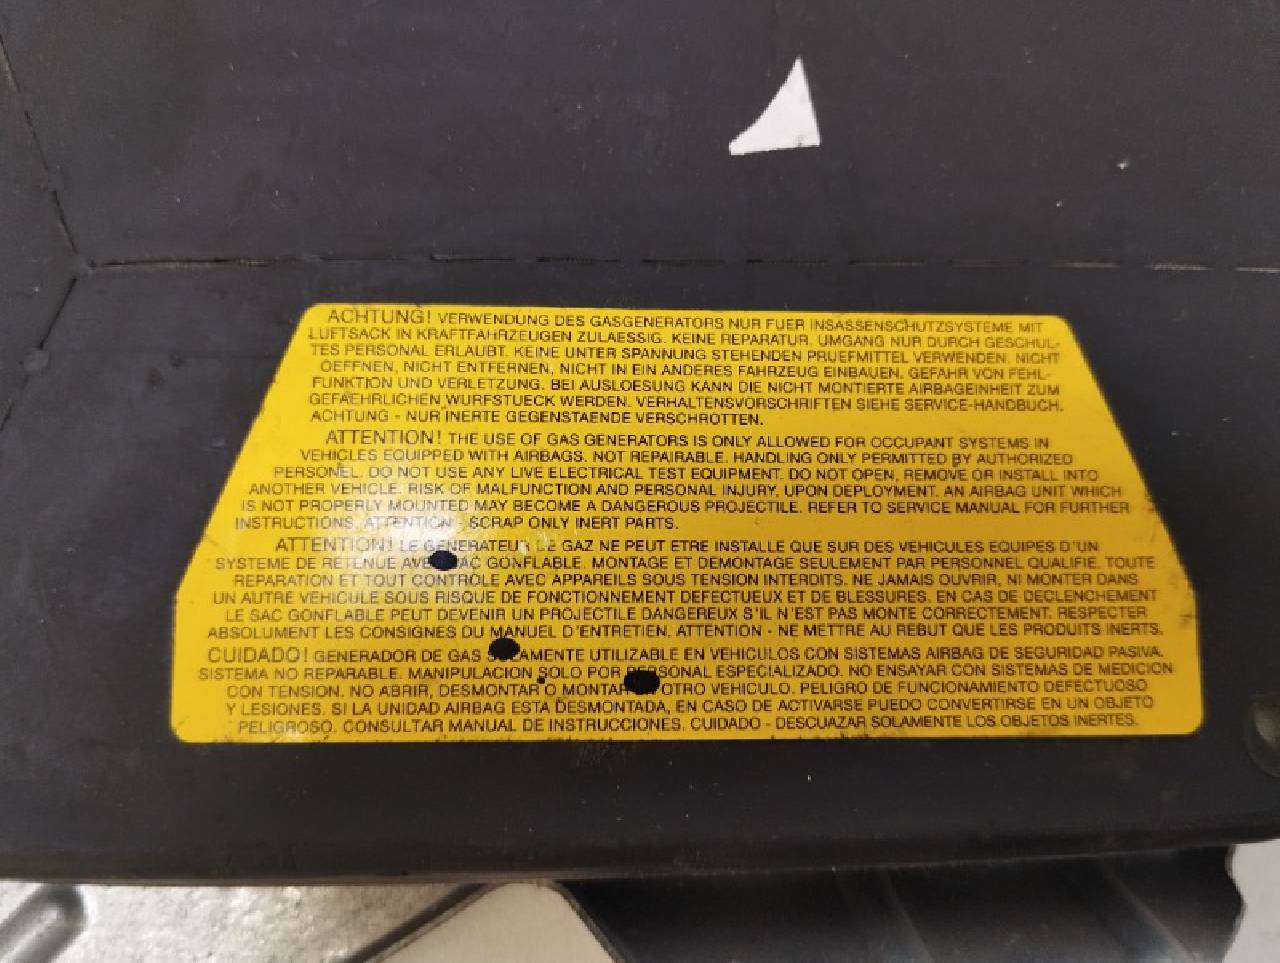 ACHTUNG! VERWENDUNG DES GASGENERATORS NUR FUER INSASSENSCHUTZSYSTEME MIT
LUFTSACK IN KRAFTFAHRZEUGEN ZULAESSIG. KEINE REPARATUR. UMGANG NUR DURCH GESCHUL-
TES PERSONAL ERLAUBT. KEINE UNTER SPANNUNG STEHENDEN PRUEFMITTEL VERWENDEN. NICHT
OEFFNEN, NICHT ENTFERNEN, NICHT IN EIN ANDERES FAHRZEUG EINBAUEN. GEFAHR VON FEHL-
FUNKTION UND VERLETZUNG. BEI AUSLOESUNG KANN DIE NICHT MONTIERTE AIRBAGEINHEIT ZUM
GEFAEHRLICHEN WURFSTUECK WERDEN. VERHALTENSVORSCHRIFTEN SIEHE SERVICE-HANDBUCH.
ACHTUNG - NUR INERTE GEGENSTAENDE VERSCHROTTEN.
ATTENTION! THE USE OF GAS GENERATORS IS ONLY ALLOWED FOR OCCUPANT SYSTEMS IN
VEHICLES EQUIPPED WITH AIRBAGS. NOT REPAIRABLE. HANDLING ONLY PERMITTED BY AUTHORIZED
PERSONEL. DO NOT USE ANY LIVE ELECTRICAL TEST EQUIPMENT. DO NOT OPEN, REMOVE OR INSTALL INTO
ANOTHER VEHICLE. RISK OF MALFUNCTION AND PERSONAL INJURY, UPON DEPLOYMENT. AN AIRBAG UNIT WHICH
IS NOT PROPERLY MOUNTED MAY BECOME A DANGEROUS PROJECTILE. REFER TO SERVICE MANUAL FOR FURTHER
INSTRUCTIONS. ATTENTION - SCRAP ONLY INERT PARTS.
ATTENTION! LE GENERATEUR DE GAZ NE PEUT ETRE INSTALLE QUE SUR DES VEHICULES EQUIPES D'UN
SYSTEME DE RETENUE SAC GONFLABLE. MONTAGE ET DEMONTAGE SEULEMENT PAR PERSONNEL QUALIFIE. TOUTE
REPARATION ET TOUT CONTROLE AVEC APPAREILS SOUS TENSION INTERDITS. NE JAMAIS OUVRIR, NI MONTER DANS
UN AUTRE VEHICULE SOUS RISQUE DE FONCTIONNEMENT DEFECTUEUX ET DE BLESSURES. EN CAS DE DECLENCHEMENT
LE SAC GONFLABLE PEUT DEVENIR UN PROJECTILE DANGEREUX S'IL N'EST PAS MONTE CORRECTEMENT. RESPECTER
ABSOLUMENT LES CONSIGNES DU MANUEL D'ENTRETIEN. ATTENTION - NE METTRE AU REBUT QUE LES PRODUITS INERTS.
CUIDADO! GENERADOR DE GAS SOLAMENTE UTILIZABLE EN VEHICULOS CON SISTEMAS AIRBAG DE SEGURIDAD PASIVA.
SISTEMA NO REPARABLE. MANIPULACION SOLO POR PERSONAL ESPECIALIZADO. NO ENSAYAR CON SISTEMAS DE MEDICION
CON TENSION. NO ABRIR, DESMONTAR O MONTAR OTRO VEHICULO. PELIGRO DE FUNCIONAMIENTO DEFECTUOSO
Y LESIONES. SI LA UNIDAD AIRBAG ESTA DESMONTADA, EN CASO DE ACTIVARSE PUEDO CONVERTIRSE EN UN OBJETO
PELIGROSO. CONSULTAR MANUAL DE INSTRUCCIONES. CUIDADO - DESCUAZAR SOLAMENTE LOS OBJETOS INERTES.